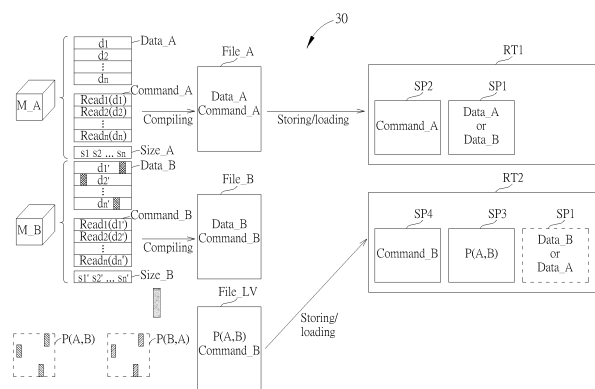 30
d1
d2
⋮
dn
Data_A
M_A
Read1(d1)
Read2(d2)
⋮
Readn(dn)
Command_A
s1 s2 ... sn
Size_A
Compiling
File_A
Data_A
Command_A
Storing/loading
RT1
SP2
Command_A
SP1
Data_A
or
Data_B
d1'
d2'
⋮
dn'
Data_B
M_B
Read1(d1')
Read2(d2')
⋮
Readn(dn')
Command_B
s1' s2' ... sn'
Size_B
Compiling
File_B
Data_B
Command_B
RT2
SP4
Command_B
SP3
P(A,B)
SP1
Data_B
or
Data_A
File_LV
P(A,B)
Command_B
Storing/
loading
P(A,B)
P(B,A)